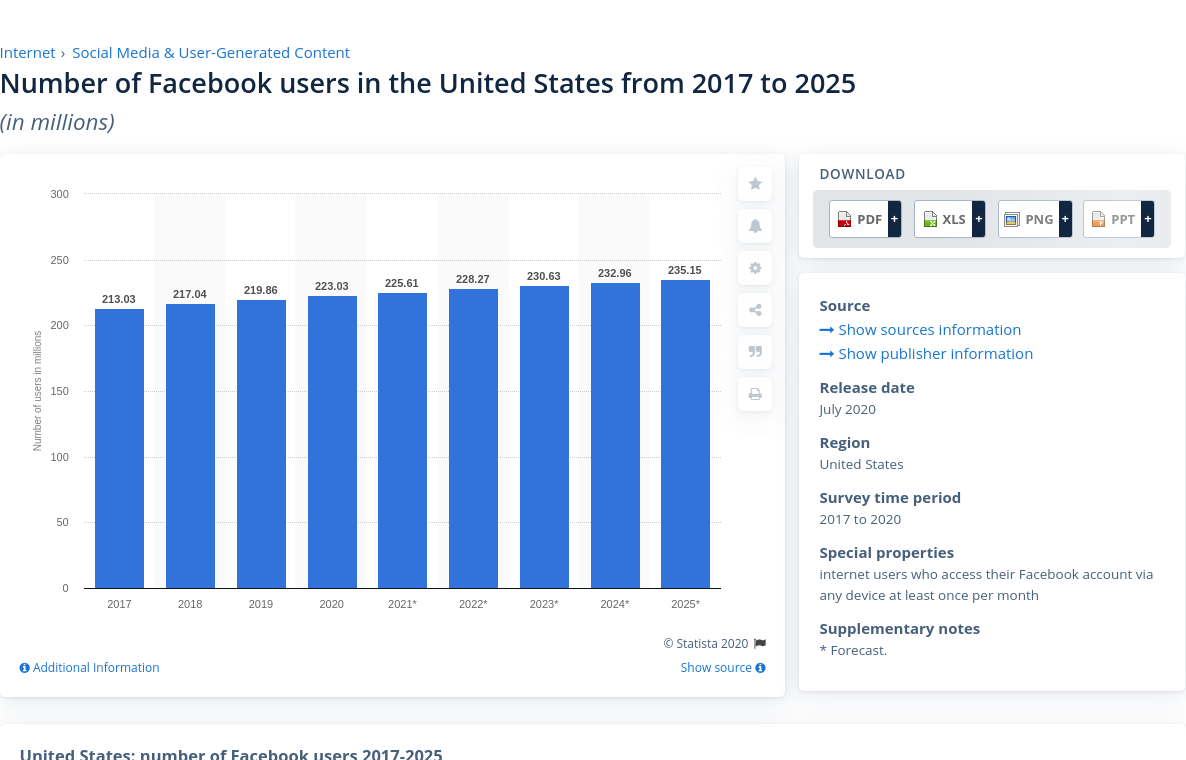 Internet › Social Media & User-Generated Content
Number of Facebook users in the United States from 2017 to 2025
(in millions)
300
250
200
150
100
50
0
Number of users in millions
213.03
217.04
219.86
223.03
225.61
228.27
230.63
232.96
235.15
2017 2018 2019 2020 2021* 2022* 2023* 2024* 2025*
© Statista 2020
Additional Information
Show source
DOWNLOAD
PDF + XLS + PNG + PPT +
Source
Show sources information
Show publisher information
Release date
July 2020
Region
United States
Survey time period
2017 to 2020
Special properties
internet users who access their Facebook account via
any device at least once per month
Supplementary notes
* Forecast.
United States: number of Facebook users 2017-2025